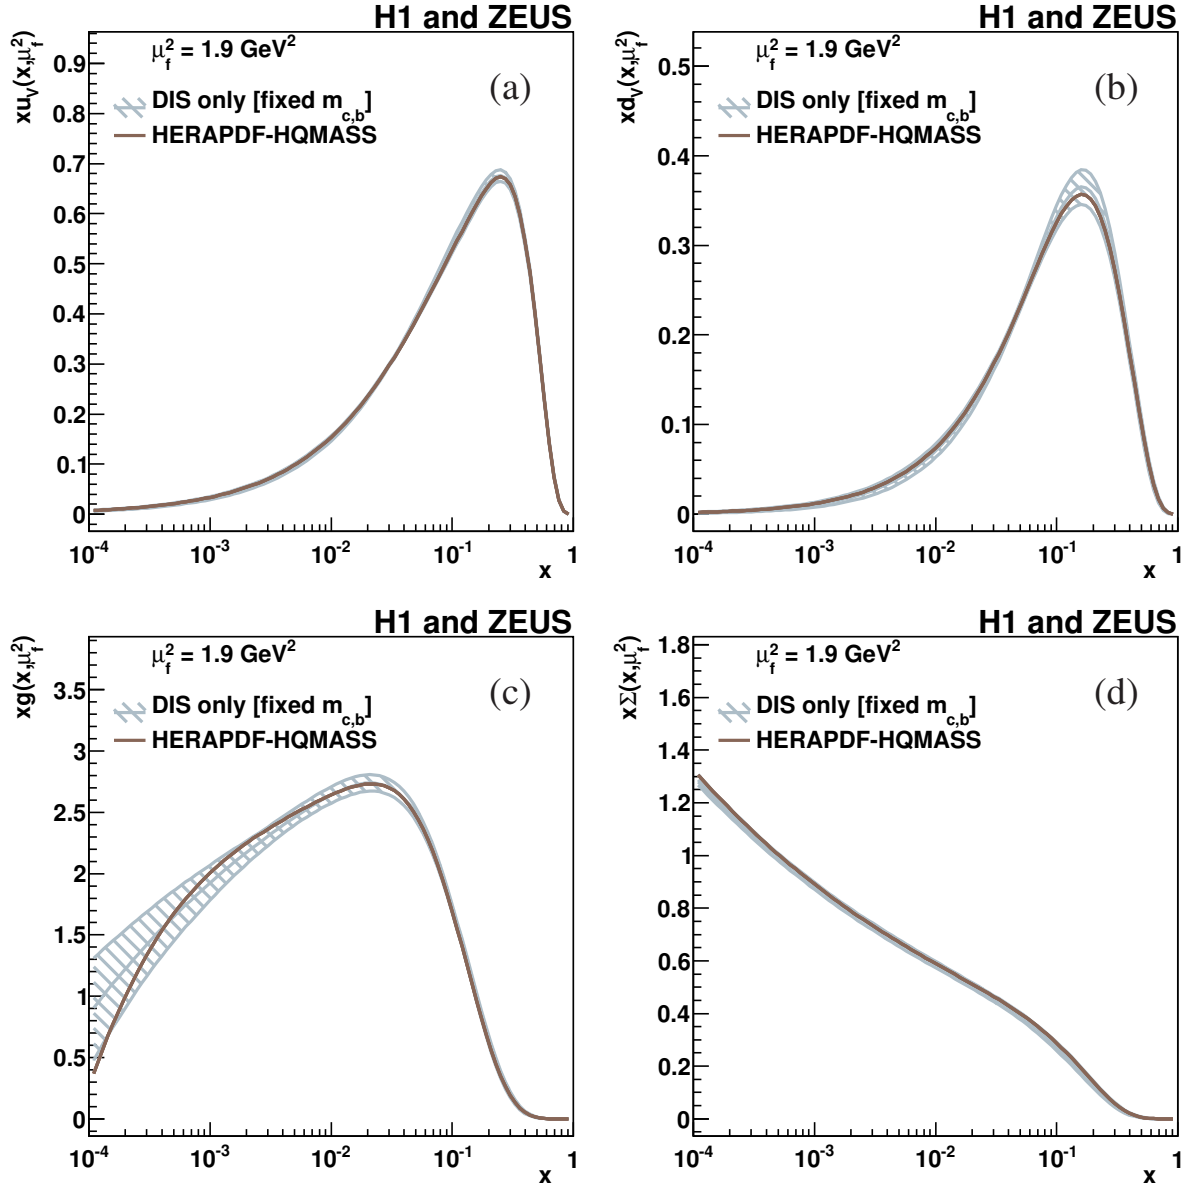 H1 and ZEUS
xu_V(x,μ_f^2)
μ_f^2 = 1.9 GeV^2
(a)
DIS only [fixed m_c,b]
HERAPDF-HQMASS
0.9
0.8
0.7
0.6
0.5
0.4
0.3
0.2
0.1
0
10^-4 10^-3 10^-2 10^-1 1
x
H1 and ZEUS
xd_V(x,μ_f^2)
μ_f^2 = 1.9 GeV^2
(b)
DIS only [fixed m_c,b]
HERAPDF-HQMASS
0.5
0.4
0.3
0.2
0.1
0
10^-4 10^-3 10^-2 10^-1 1
x
H1 and ZEUS
xg(x,μ_f^2)
μ_f^2 = 1.9 GeV^2
(c)
DIS only [fixed m_c,b]
HERAPDF-HQMASS
3.5
3
2.5
2
1.5
1
0.5
0
10^-4 10^-3 10^-2 10^-1 1
x
H1 and ZEUS
xΣ(x,μ_f^2)
μ_f^2 = 1.9 GeV^2
(d)
DIS only [fixed m_c,b]
HERAPDF-HQMASS
1.8
1.6
1.4
1.2
1
0.8
0.6
0.4
0.2
0
10^-4 10^-3 10^-2 10^-1 1
x